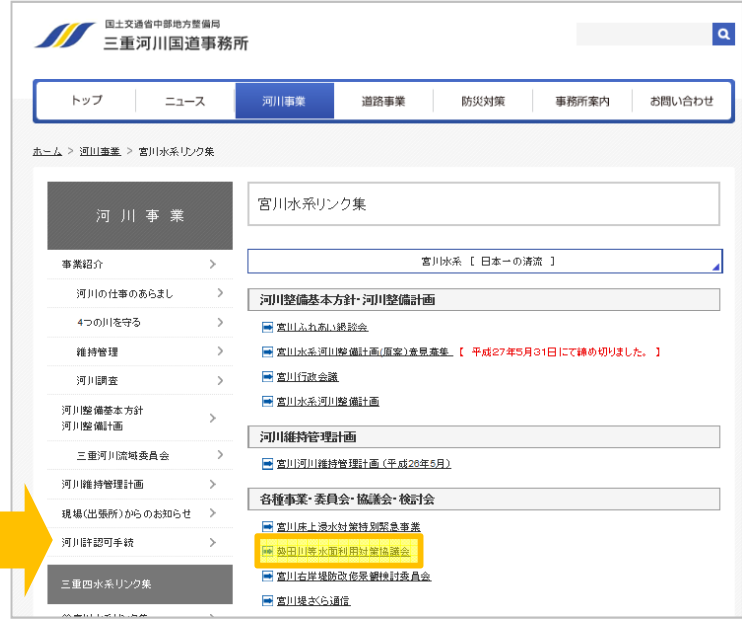 国土交通省中部地方整備局
三重河川国道事務所
トップ
ニュース
河川事業
道路事業
防災対策
事務所案内
お問い合わせ
ホーム > 河川事業 > 宮川水系リンク集
河川事業
事業紹介
河川の仕事のあらまし
4つの川を守る
維持管理
河川調査
河川整備基本方針
河川整備計画
三重河川流域委員会
河川維持管理計画
現場(出張所)からのお知らせ
河川許認可手続
三重四水系リンク集
宮川水系リンク集
宮川水系 [ 日本一の清流 ]
河川整備基本方針・河川整備計画
宮川ふれあい懇談会
宮川水系河川整備計画(原案)意見募集 [ 平成27年5月31日にて締め切りました。 ]
宮川行政会議
宮川水系河川整備計画
河川維持管理計画
宮川河川維持管理計画(平成26年5月)
各種事業・委員会・協議会・検討会
宮川床上浸水対策特別緊急事業
勢田川等水面利用対策協議会
宮川右岸堤防改修景観検討委員会
宮川堤さくら通信